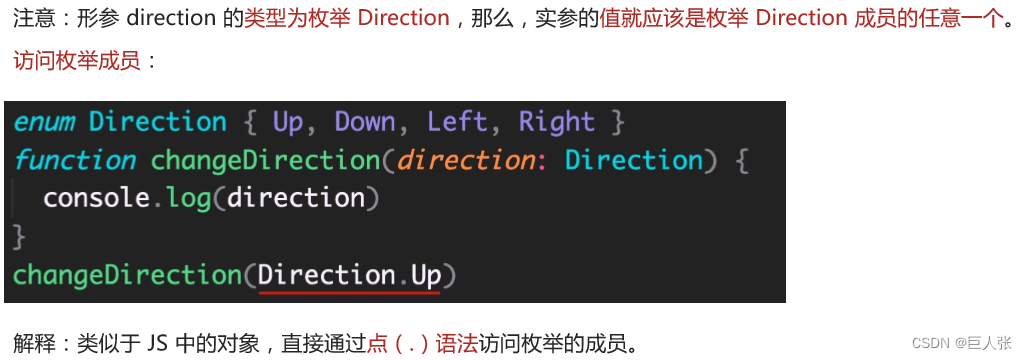 注意：形参 direction 的类型为枚举 Direction，那么，实参的值就应该是枚举 Direction 成员的任意一个。
访问枚举成员：
enum Direction { Up, Down, Left, Right }
function changeDirection(direction: Direction) {
  console.log(direction)
}
changeDirection(Direction.Up)
解释：类似于 JS 中的对象，直接通过点（.）语法访问枚举的成员。
CSDN @巨人张